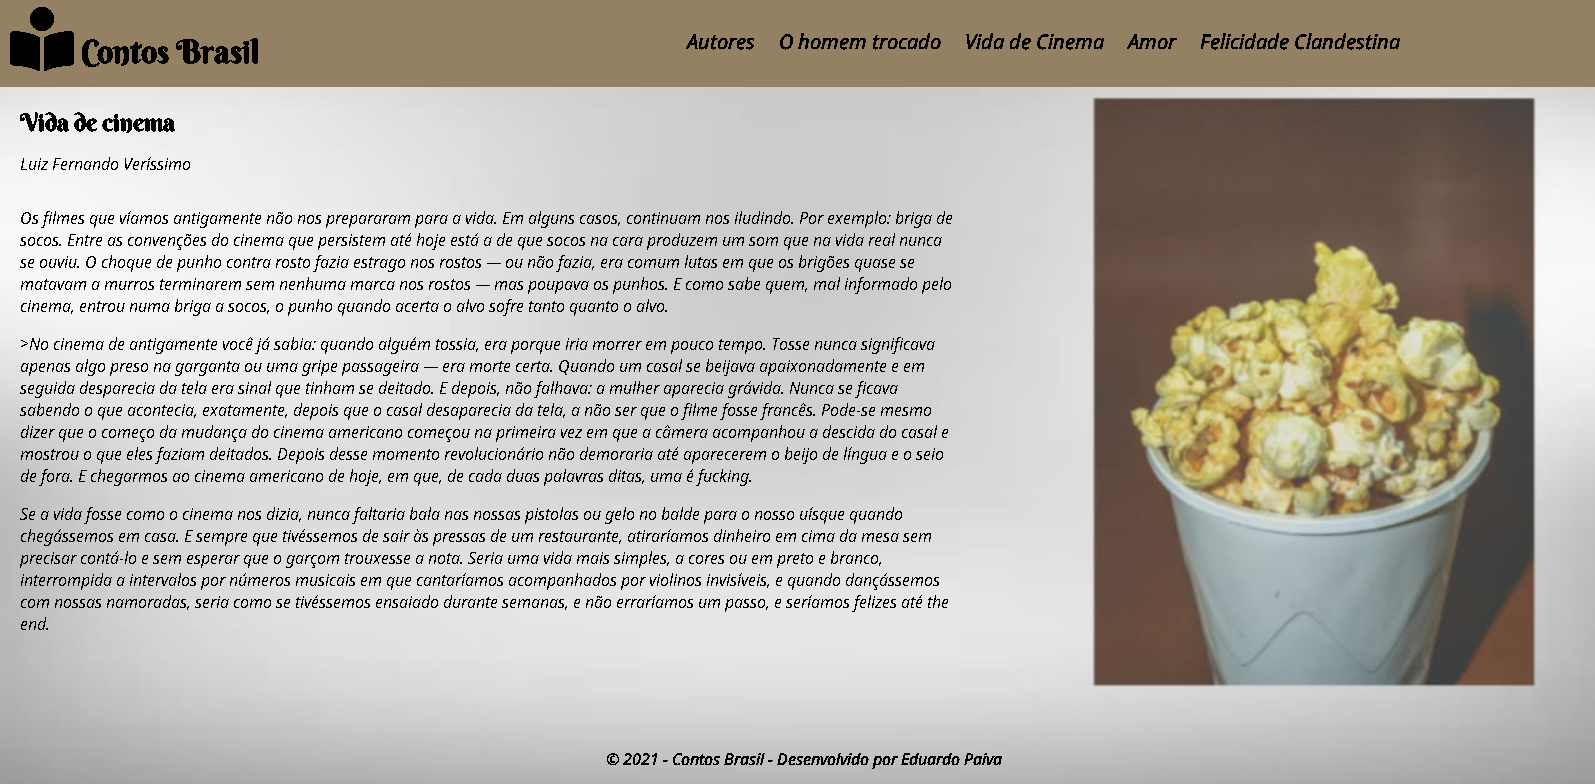 Contos Brasil
Autores O homem trocado Vida de Cinema Amor Felicidade Clandestina
Vida de cinema
Luiz Fernando Veríssimo
Os filmes que víamos antigamente não nos prepararam para a vida. Em alguns casos, continuam nos iludindo. Por exemplo: briga de
socos. Entre as convenções do cinema que persistem até hoje está a de que socos na cara produzem um som que na vida real nunca
se ouviu. O choque de punho contra rosto fazia estrago nos rostos — ou não fazia, era comum lutas em que os brigões quase se
matavam a murros terminarem sem nenhuma marca nos rostos — mas poupava os punhos. E como sabe quem, mal informado pelo
cinema, entrou numa briga a socos, o punho quando acerta o alvo sofre tanto quanto o alvo.
>No cinema de antigamente você já sabia: quando alguém tossia, era porque iria morrer em pouco tempo. Tosse nunca significava
apenas algo preso na garganta ou uma gripe passageira — era morte certa. Quando um casal se beijava apaixonadamente e em
seguida desparecia da tela era sinal que tinham se deitado. E depois, não falhava: a mulher aparecia grávida. Nunca se ficava
sabendo o que acontecia, exatamente, depois que o casal desaparecia da tela, a não ser que o filme fosse francês. Pode-se mesmo
dizer que o começo da mudança do cinema americano começou na primeira vez em que a câmera acompanhou a descida do casal e
mostrou o que eles faziam deitados. Depois desse momento revolucionário não demoraria até aparecerem o beijo de língua e o seio
de fora. E chegarmos ao cinema americano de hoje, em que, de cada duas palavras ditas, uma é fucking.
Se a vida fosse como o cinema nos dizia, nunca faltaria bala nas nossas pistolas ou gelo no balde para o nosso uísque quando
chegássemos em casa. E sempre que tivéssemos de sair às pressas de um restaurante, atiraríamos dinheiro em cima da mesa sem
precisar contá-lo e sem esperar que o garçom trouxesse a nota. Seria uma vida mais simples, a cores ou em preto e branco,
interrompida a intervalos por números musicais em que cantaríamos acompanhados por violinos invisíveis, e quando dançássemos
com nossas namoradas, seria como se tivéssemos ensaiado durante semanas, e não erraríamos um passo, e seríamos felizes até the
end.
© 2021 - Contos Brasil - Desenvolvido por Eduardo Paiva